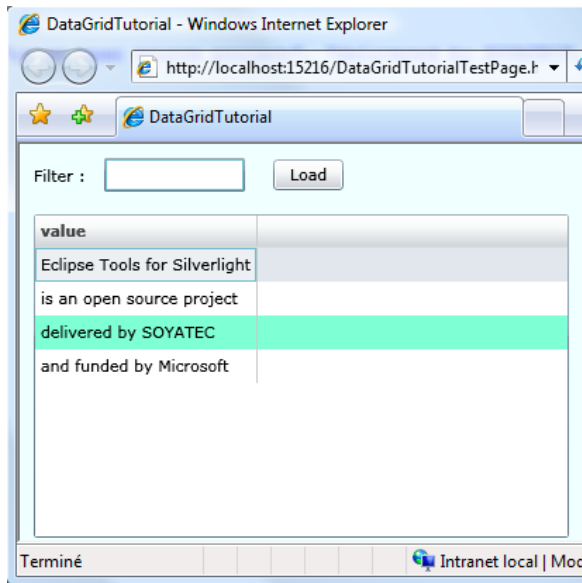 DataGridTutorial - Windows Internet Explorer
http://localhost:15216/DataGridTutorialTestPage.h
DataGridTutorial
Filter : Load
value
Eclipse Tools for Silverlight
is an open source project
delivered by SOYATEC
and funded by Microsoft
Terminé Intranet local | Mod